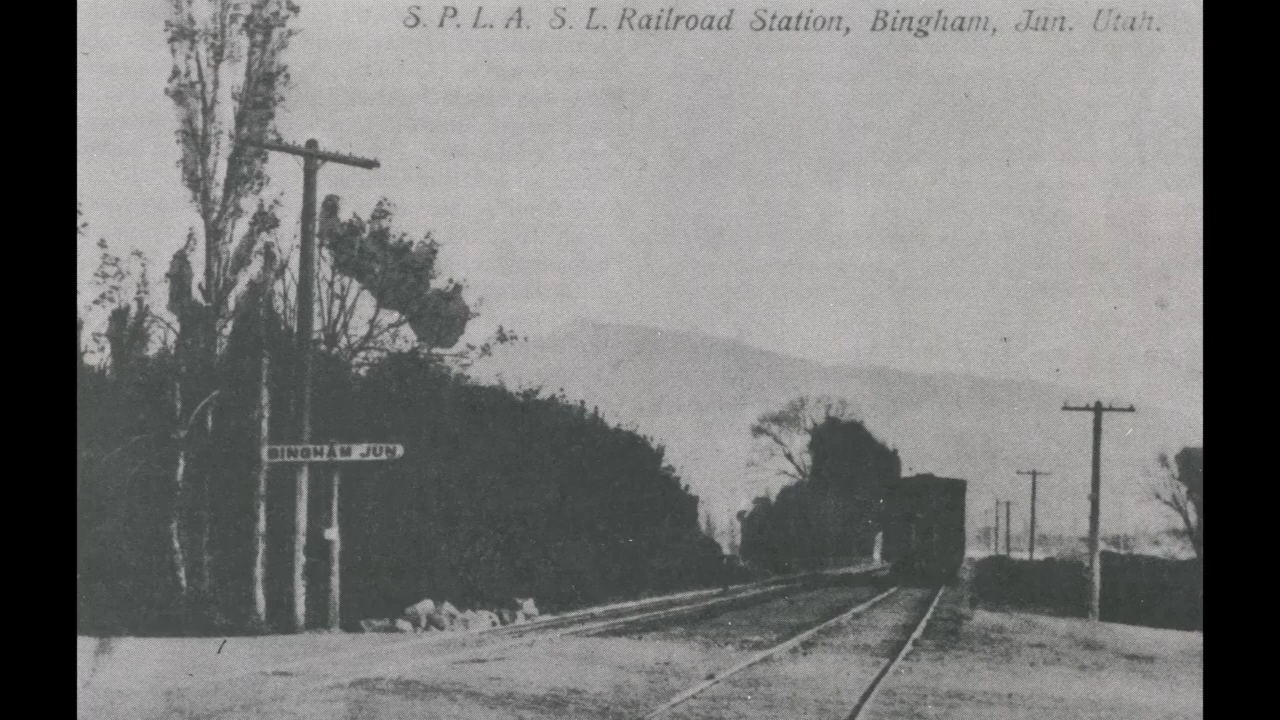 S. P. L. A. S. L. Railroad Station, Bingham, Jun. Utah.
BINGHAM JUN